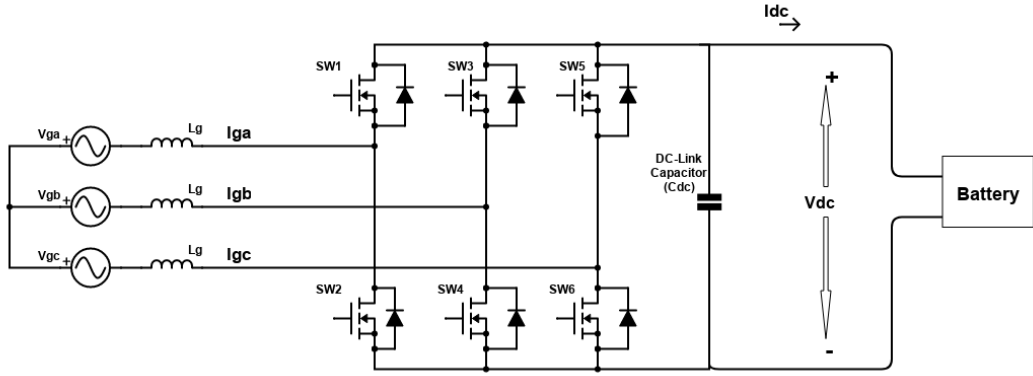 Idc
SW1
SW3
SW5
Vga
+
Lg
Iga
Vgb
+
Lg
Igb
Vgc
+
Lg
Igc
DC-Link
Capacitor
(Cdc)
+
Vdc
-
Battery
SW2
SW4
SW6